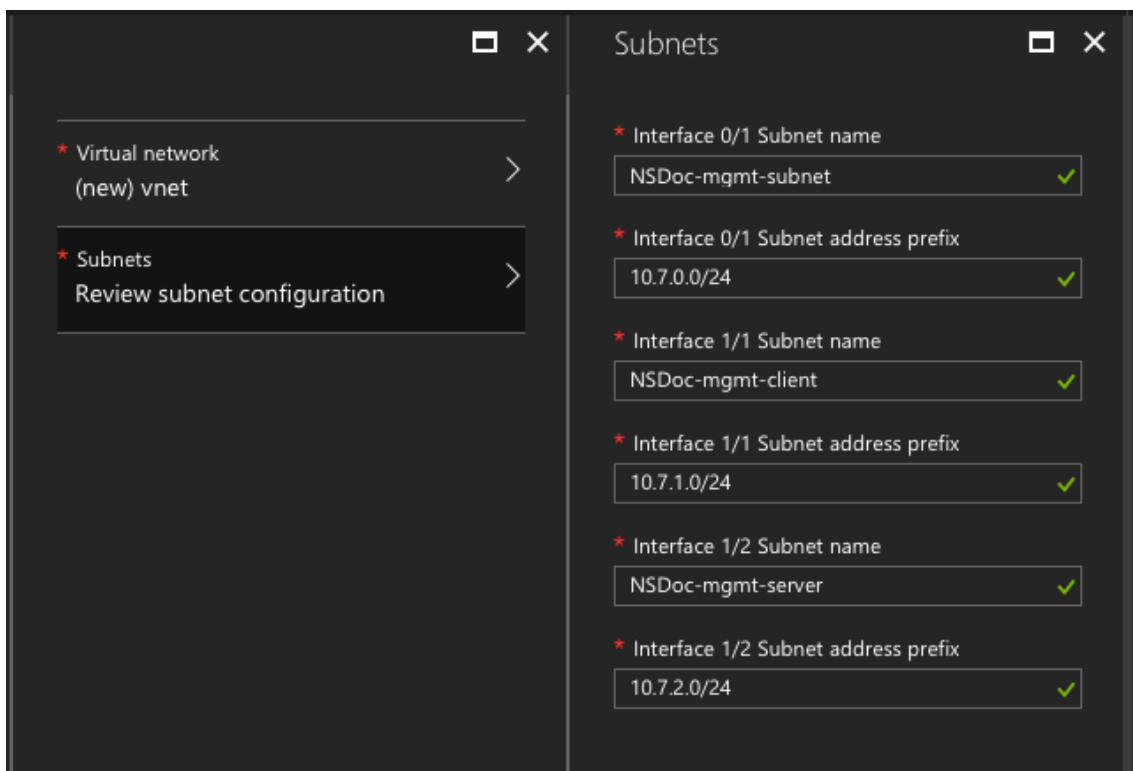 * Virtual network
(new) vnet
* Subnets
Review subnet configuration
Subnets
* Interface 0/1 Subnet name
NSDoc-mgmt-subnet
* Interface 0/1 Subnet address prefix
10.7.0.0/24
* Interface 1/1 Subnet name
NSDoc-mgmt-client
* Interface 1/1 Subnet address prefix
10.7.1.0/24
* Interface 1/2 Subnet name
NSDoc-mgmt-server
* Interface 1/2 Subnet address prefix
10.7.2.0/24